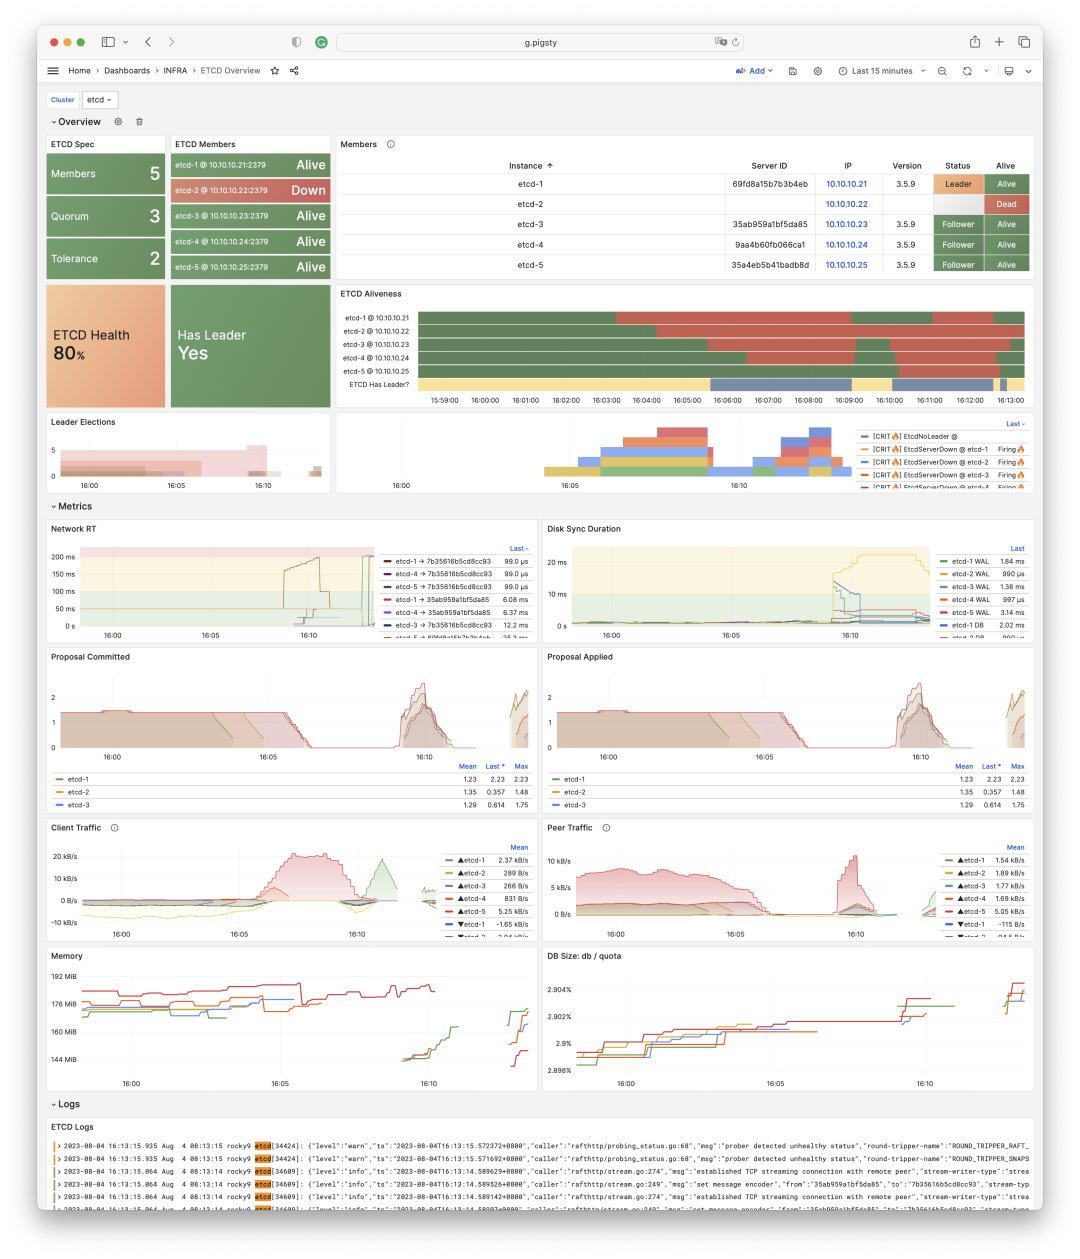 g.pigsty
Home › Dashboards › INFRA › ETCD Overview
Add
Last 15 minutes
Cluster etcd
Overview
ETCD Spec
Members 5
Quorum 3
Tolerance 2
ETCD Members
etcd-1 @ 10.10.10.21:2379 Alive
etcd-2 @ 10.10.10.22:2379 Down
etcd-3 @ 10.10.10.23:2379 Alive
etcd-4 @ 10.10.10.24:2379 Alive
etcd-5 @ 10.10.10.25:2379 Alive
Members
Instance Server ID IP Version Status Alive
etcd-1 69fd8a15b7b3b4eb 10.10.10.21 3.5.9 Leader Alive
etcd-2 10.10.10.22 Dead
etcd-3 35ab959a1bf5da85 10.10.10.23 3.5.9 Follower Alive
etcd-4 9aa4b60fb066ca1 10.10.10.24 3.5.9 Follower Alive
etcd-5 35a4eb5b41badb8d 10.10.10.25 3.5.9 Follower Alive
ETCD Health
80%
Has Leader
Yes
ETCD Aliveness
etcd-1 @ 10.10.10.21
etcd-2 @ 10.10.10.22
etcd-3 @ 10.10.10.23
etcd-4 @ 10.10.10.24
etcd-5 @ 10.10.10.25
ETCD Has Leader?
15:59:00 16:00:00 16:01:00 16:02:00 16:03:00 16:04:00 16:05:00 16:06:00 16:07:00 16:08:00 16:09:00 16:10:00 16:11:00 16:12:00 16:13:00
Leader Elections
5
0
16:00 16:05 16:10
16:00 16:05 16:10
Last
[CRIT🔥] EtcdNoLeader @
[CRIT🔥] EtcdServerDown @ etcd-1 Firing🔥
[CRIT🔥] EtcdServerDown @ etcd-2 Firing🔥
[CRIT🔥] EtcdServerDown @ etcd-3 Firing🔥
[CRIT🔥] EtcdServerDown @ etcd-4 Firing🔥
Metrics
Network RT
200 ms
150 ms
100 ms
50 ms
0 s
16:00 16:05 16:10
Last
etcd-1 → 7b35616b5cd8cc93 99.0 µs
etcd-4 → 7b35616b5cd8cc93 99.0 µs
etcd-5 → 7b35616b5cd8cc93 99.0 µs
etcd-1 → 35ab959a1bf5da85 6.08 ms
etcd-4 → 35ab959a1bf5da85 6.37 ms
etcd-3 → 7b35616b5cd8cc93 12.2 ms
etcd-5 → 69fd8a15b7b3b4eb 25.3 ms
Disk Sync Duration
20 ms
10 ms
0 s
16:00 16:05 16:10
Last
etcd-1 WAL 1.84 ms
etcd-2 WAL 990 µs
etcd-3 WAL 1.36 ms
etcd-4 WAL 997 µs
etcd-5 WAL 3.14 ms
etcd-1 DB 2.02 ms
etcd-2 DB 990 µs
Proposal Committed
2
1
0
16:00 16:05 16:10
Mean Last * Max
etcd-1 1.23 2.23 2.23
etcd-2 1.35 0.357 1.48
etcd-3 1.29 0.614 1.75
Proposal Applied
2
1
0
16:00 16:05 16:10
Mean Last * Max
etcd-1 1.23 2.23 2.23
etcd-2 1.35 0.357 1.48
etcd-3 1.29 0.614 1.75
Client Traffic
20 kB/s
10 kB/s
0 B/s
-10 kB/s
16:00 16:05 16:10
Mean
▲etcd-1 2.37 kB/s
▲etcd-2 289 B/s
▲etcd-3 266 B/s
▲etcd-4 831 B/s
▲etcd-5 5.25 kB/s
▼etcd-1 -1.65 kB/s
Peer Traffic
10 kB/s
5 kB/s
0 B/s
16:00 16:05 16:10
Mean
▲etcd-1 1.54 kB/s
▲etcd-2 1.89 kB/s
▲etcd-3 1.77 kB/s
▲etcd-4 1.69 kB/s
▲etcd-5 5.05 kB/s
▼etcd-1 -115 B/s
Memory
192 MiB
176 MiB
160 MiB
144 MiB
16:00 16:05 16:10
DB Size: db / quota
2.904%
2.902%
2.9%
2.898%
16:00 16:05 16:10
Logs
ETCD Logs
› 2023-08-04 16:13:15.935 Aug 4 08:13:15 rocky9 etcd[34424]: {"level":"warn","ts":"2023-08-04T16:13:15.572372+0800","caller":"rafthttp/probing_status.go:68","msg":"prober detected unhealthy status","round-tripper-name":"ROUND_TRIPPER_RAFT_
› 2023-08-04 16:13:15.935 Aug 4 08:13:15 rocky9 etcd[34424]: {"level":"warn","ts":"2023-08-04T16:13:15.571692+0800","caller":"rafthttp/probing_status.go:68","msg":"prober detected unhealthy status","round-tripper-name":"ROUND_TRIPPER_SNAPS
› 2023-08-04 16:13:15.064 Aug 4 08:13:14 rocky9 etcd[34609]: {"level":"info","ts":"2023-08-04T16:13:14.589629+0800","caller":"rafthttp/stream.go:274","msg":"established TCP streaming connection with remote peer","stream-writer-type":"strea
› 2023-08-04 16:13:15.064 Aug 4 08:13:14 rocky9 etcd[34609]: {"level":"info","ts":"2023-08-04T16:13:14.589526+0800","caller":"rafthttp/stream.go:249","msg":"set message encoder","from":"35ab959a1bf5da85","to":"7b35616b5cd8cc93","stream-typ
› 2023-08-04 16:13:15.064 Aug 4 08:13:14 rocky9 etcd[34609]: {"level":"info","ts":"2023-08-04T16:13:14.589142+0800","caller":"rafthttp/stream.go:274","msg":"established TCP streaming connection with remote peer","stream-writer-type":"strea